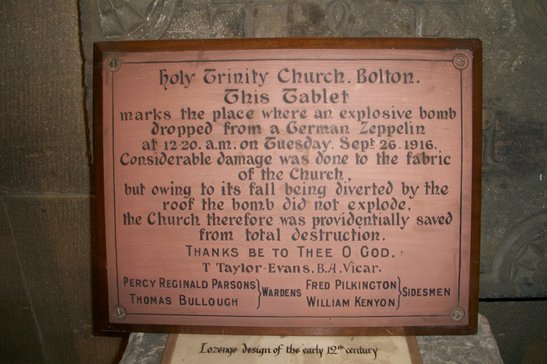 Holy Trinity Church, Bolton.
This Tablet
marks the place where an explosive bomb
dropped from a German Zeppelin
at 12·20. a.m. on Tuesday. Sept. 26. 1916.
Considerable damage was done to the fabric
of the Church,
but owing to its fall being diverted by the
roof the bomb did not explode,
the Church therefore was providentially saved
from total destruction.
THANKS BE TO THEE O GOD.
T Taylor-Evans, B.A. Vicar.
PERCY REGINALD PARSONS } WARDENS FRED PILKINGTON } SIDESMEN
THOMAS BULLOUGH WILLIAM KENYON
Lozenge design of the early 12th century